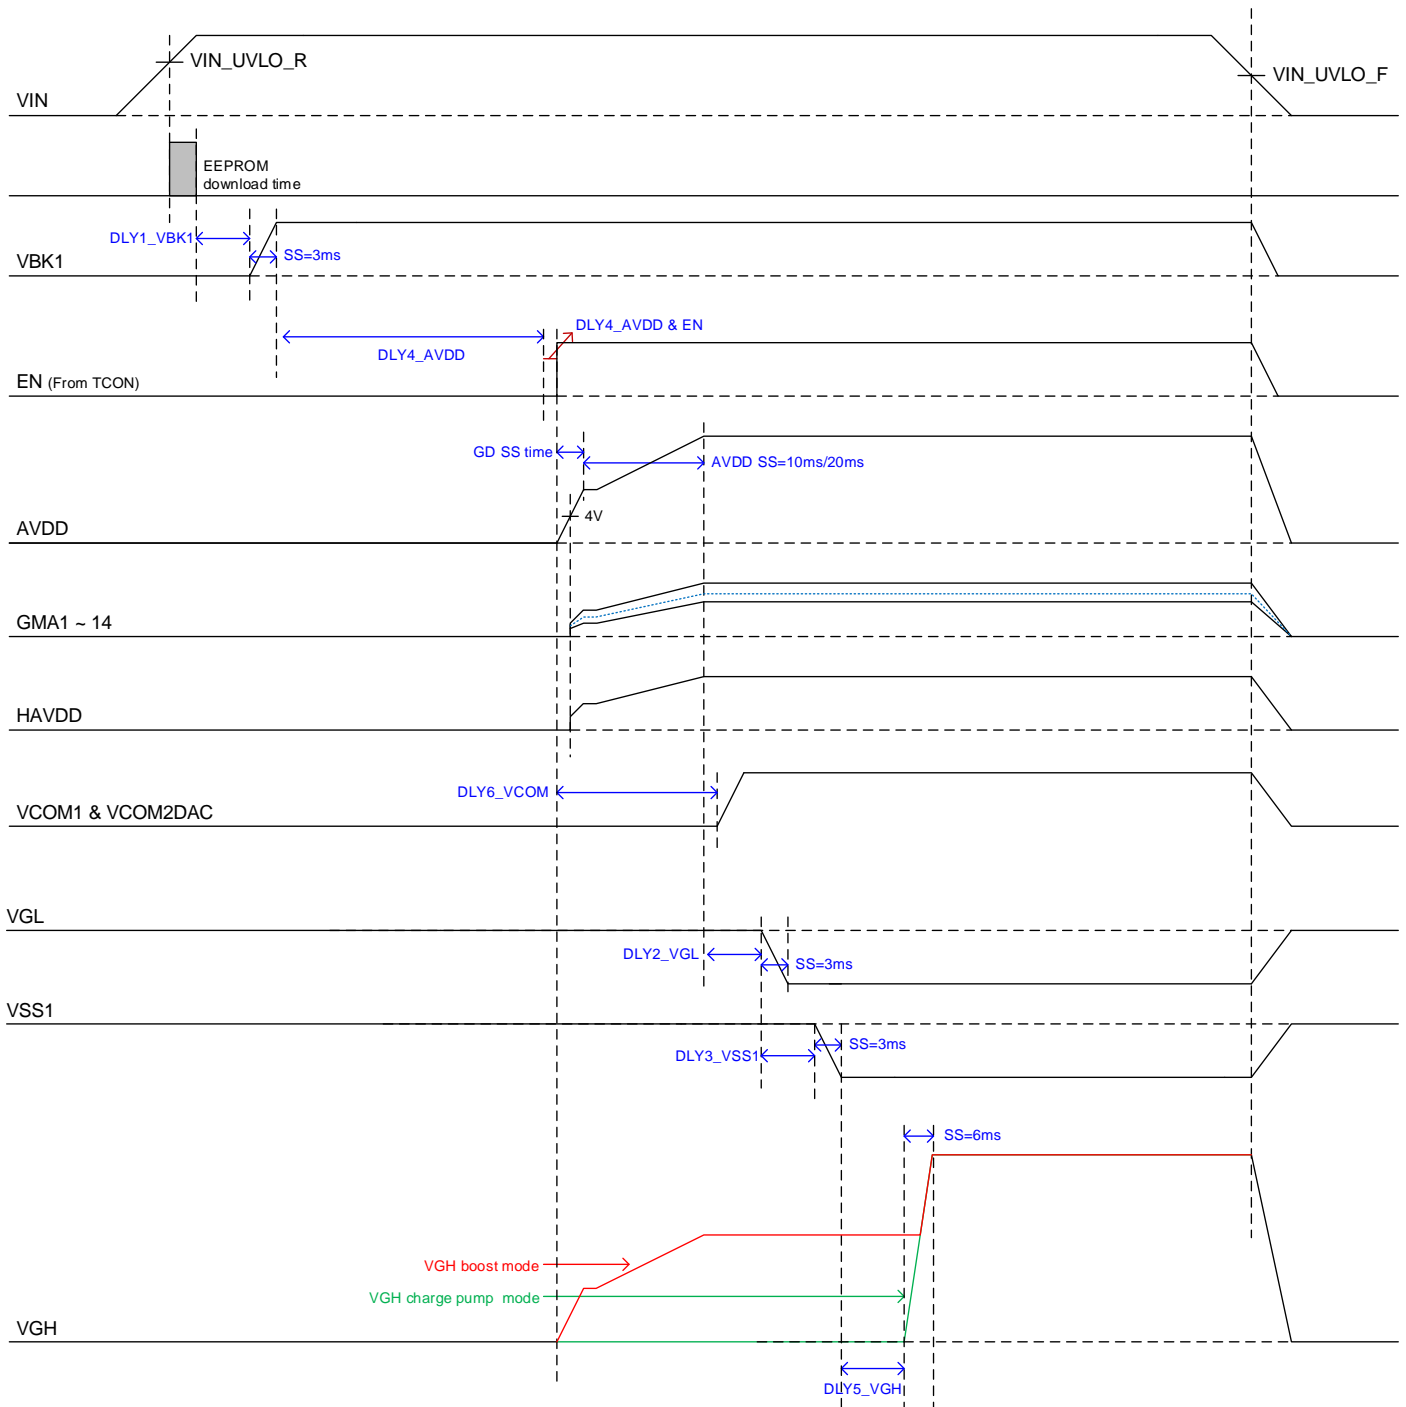 VIN_UVLO_R
VIN_UVLO_F
VIN
EEPROM
download time
DLY1_VBK1
SS=3ms
VBK1
DLY4_AVDD & EN
DLY4_AVDD
EN (From TCON)
GD SS time
AVDD SS=10ms/20ms
4V
AVDD
GMA1 ~ 14
HAVDD
DLY6_VCOM
VCOM1 & VCOM2DAC
VGL
DLY2_VGL
SS=3ms
VSS1
SS=3ms
DLY3_VSS1
SS=6ms
VGH boost mode
VGH charge pump mode
VGH
DLY5_VGH